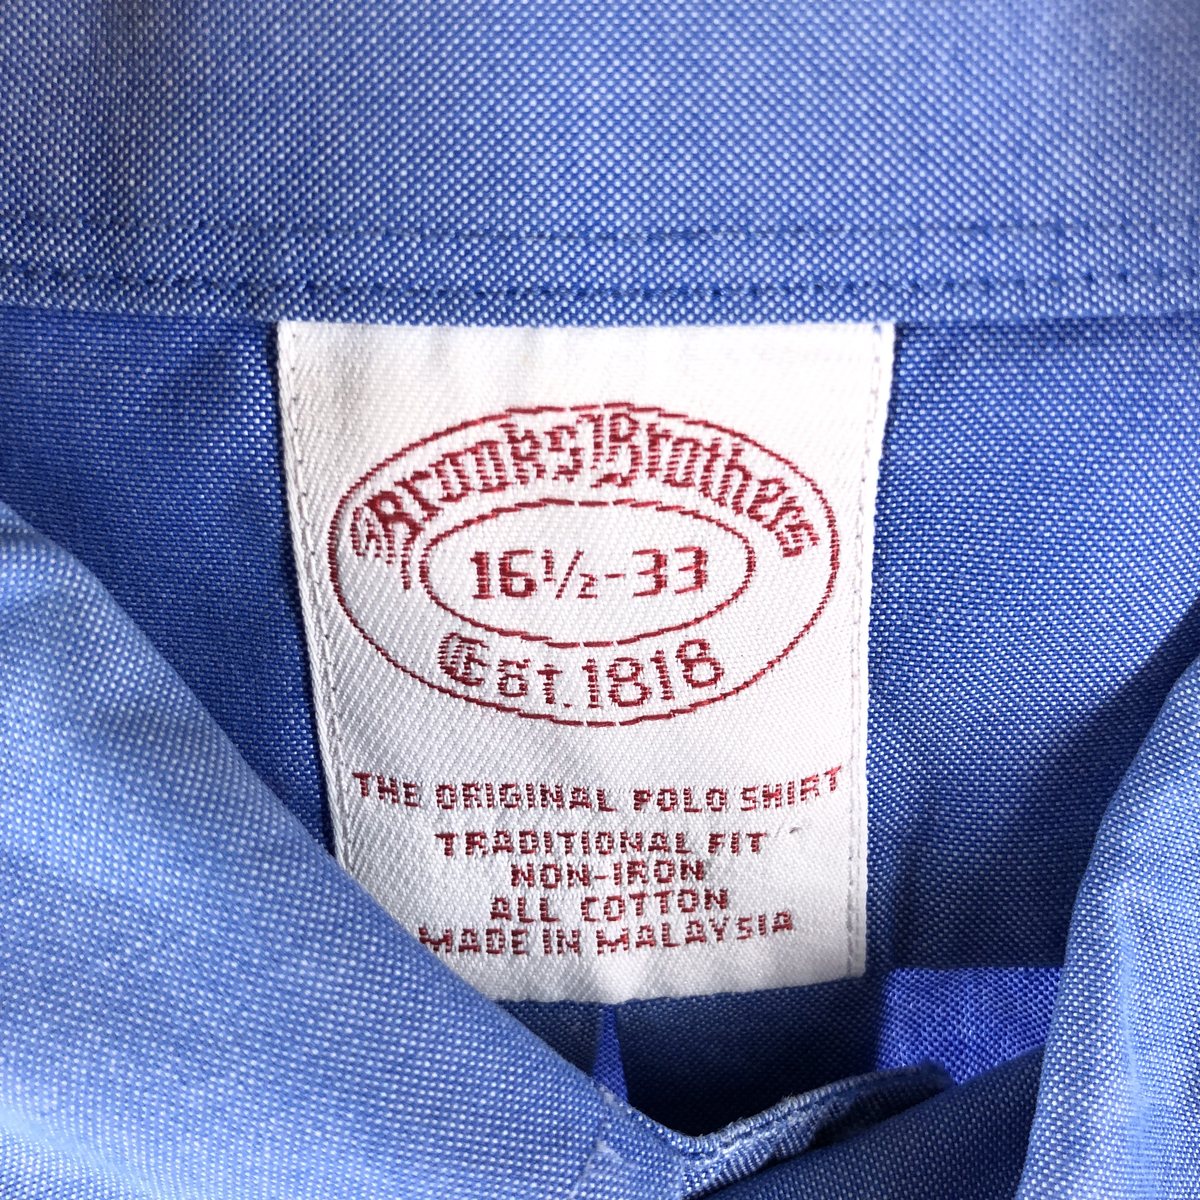 Brooks Brothers
16½-33
Est. 1818
THE ORIGINAL POLO SHIRT
TRADITIONAL FIT
NON-IRON
ALL COTTON
MADE IN MALAYSIA